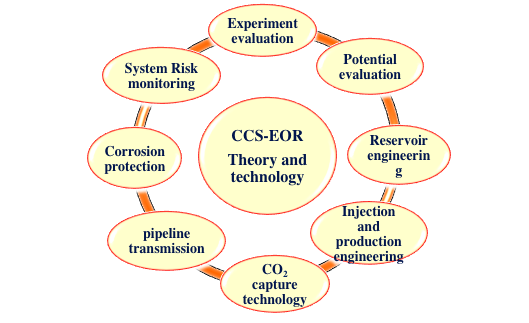 Experiment
evaluation
Potential
evaluation
Reservoir
engineerin
g
Injection
and
production
engineering
CO₂
capture
technology
pipeline
transmission
Corrosion
protection
System Risk
monitoring
CCS-EOR
Theory and
technology